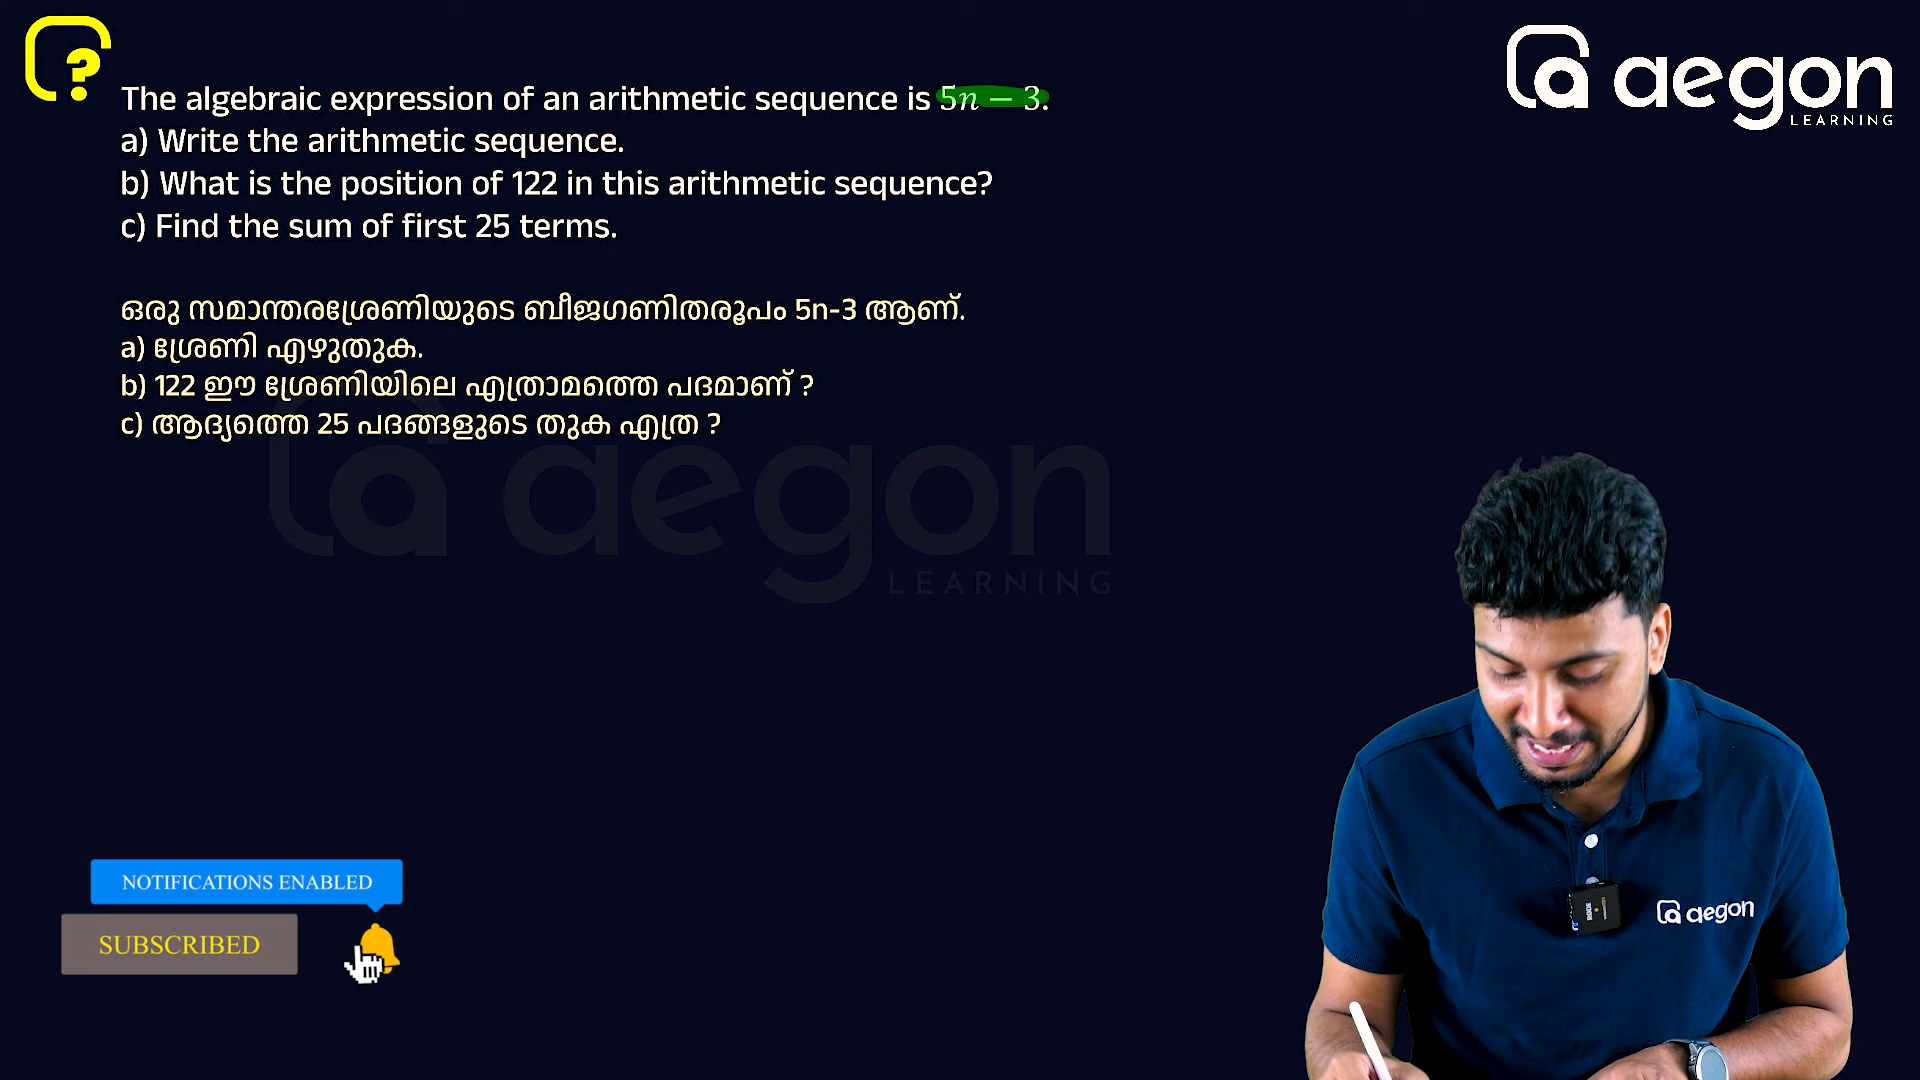 aegon
LEARNING
The algebraic expression of an arithmetic sequence is 5n − 3.
a) Write the arithmetic sequence.
b) What is the position of 122 in this arithmetic sequence?
c) Find the sum of first 25 terms.
ഒരു സമാന്തരശ്രേണിയുടെ ബീജഗണിതരൂപം 5n-3 ആണ്.
a) ശ്രേണി എഴുതുക.
b) 122 ഈ ശ്രേണിയിലെ എത്രാമത്തെ പദമാണ് ?
c) ആദ്യത്തെ 25 പദങ്ങളുടെ തുക എത്ര ?
aegon
LEARNING
NOTIFICATIONS ENABLED
SUBSCRIBED
aegon
RODE